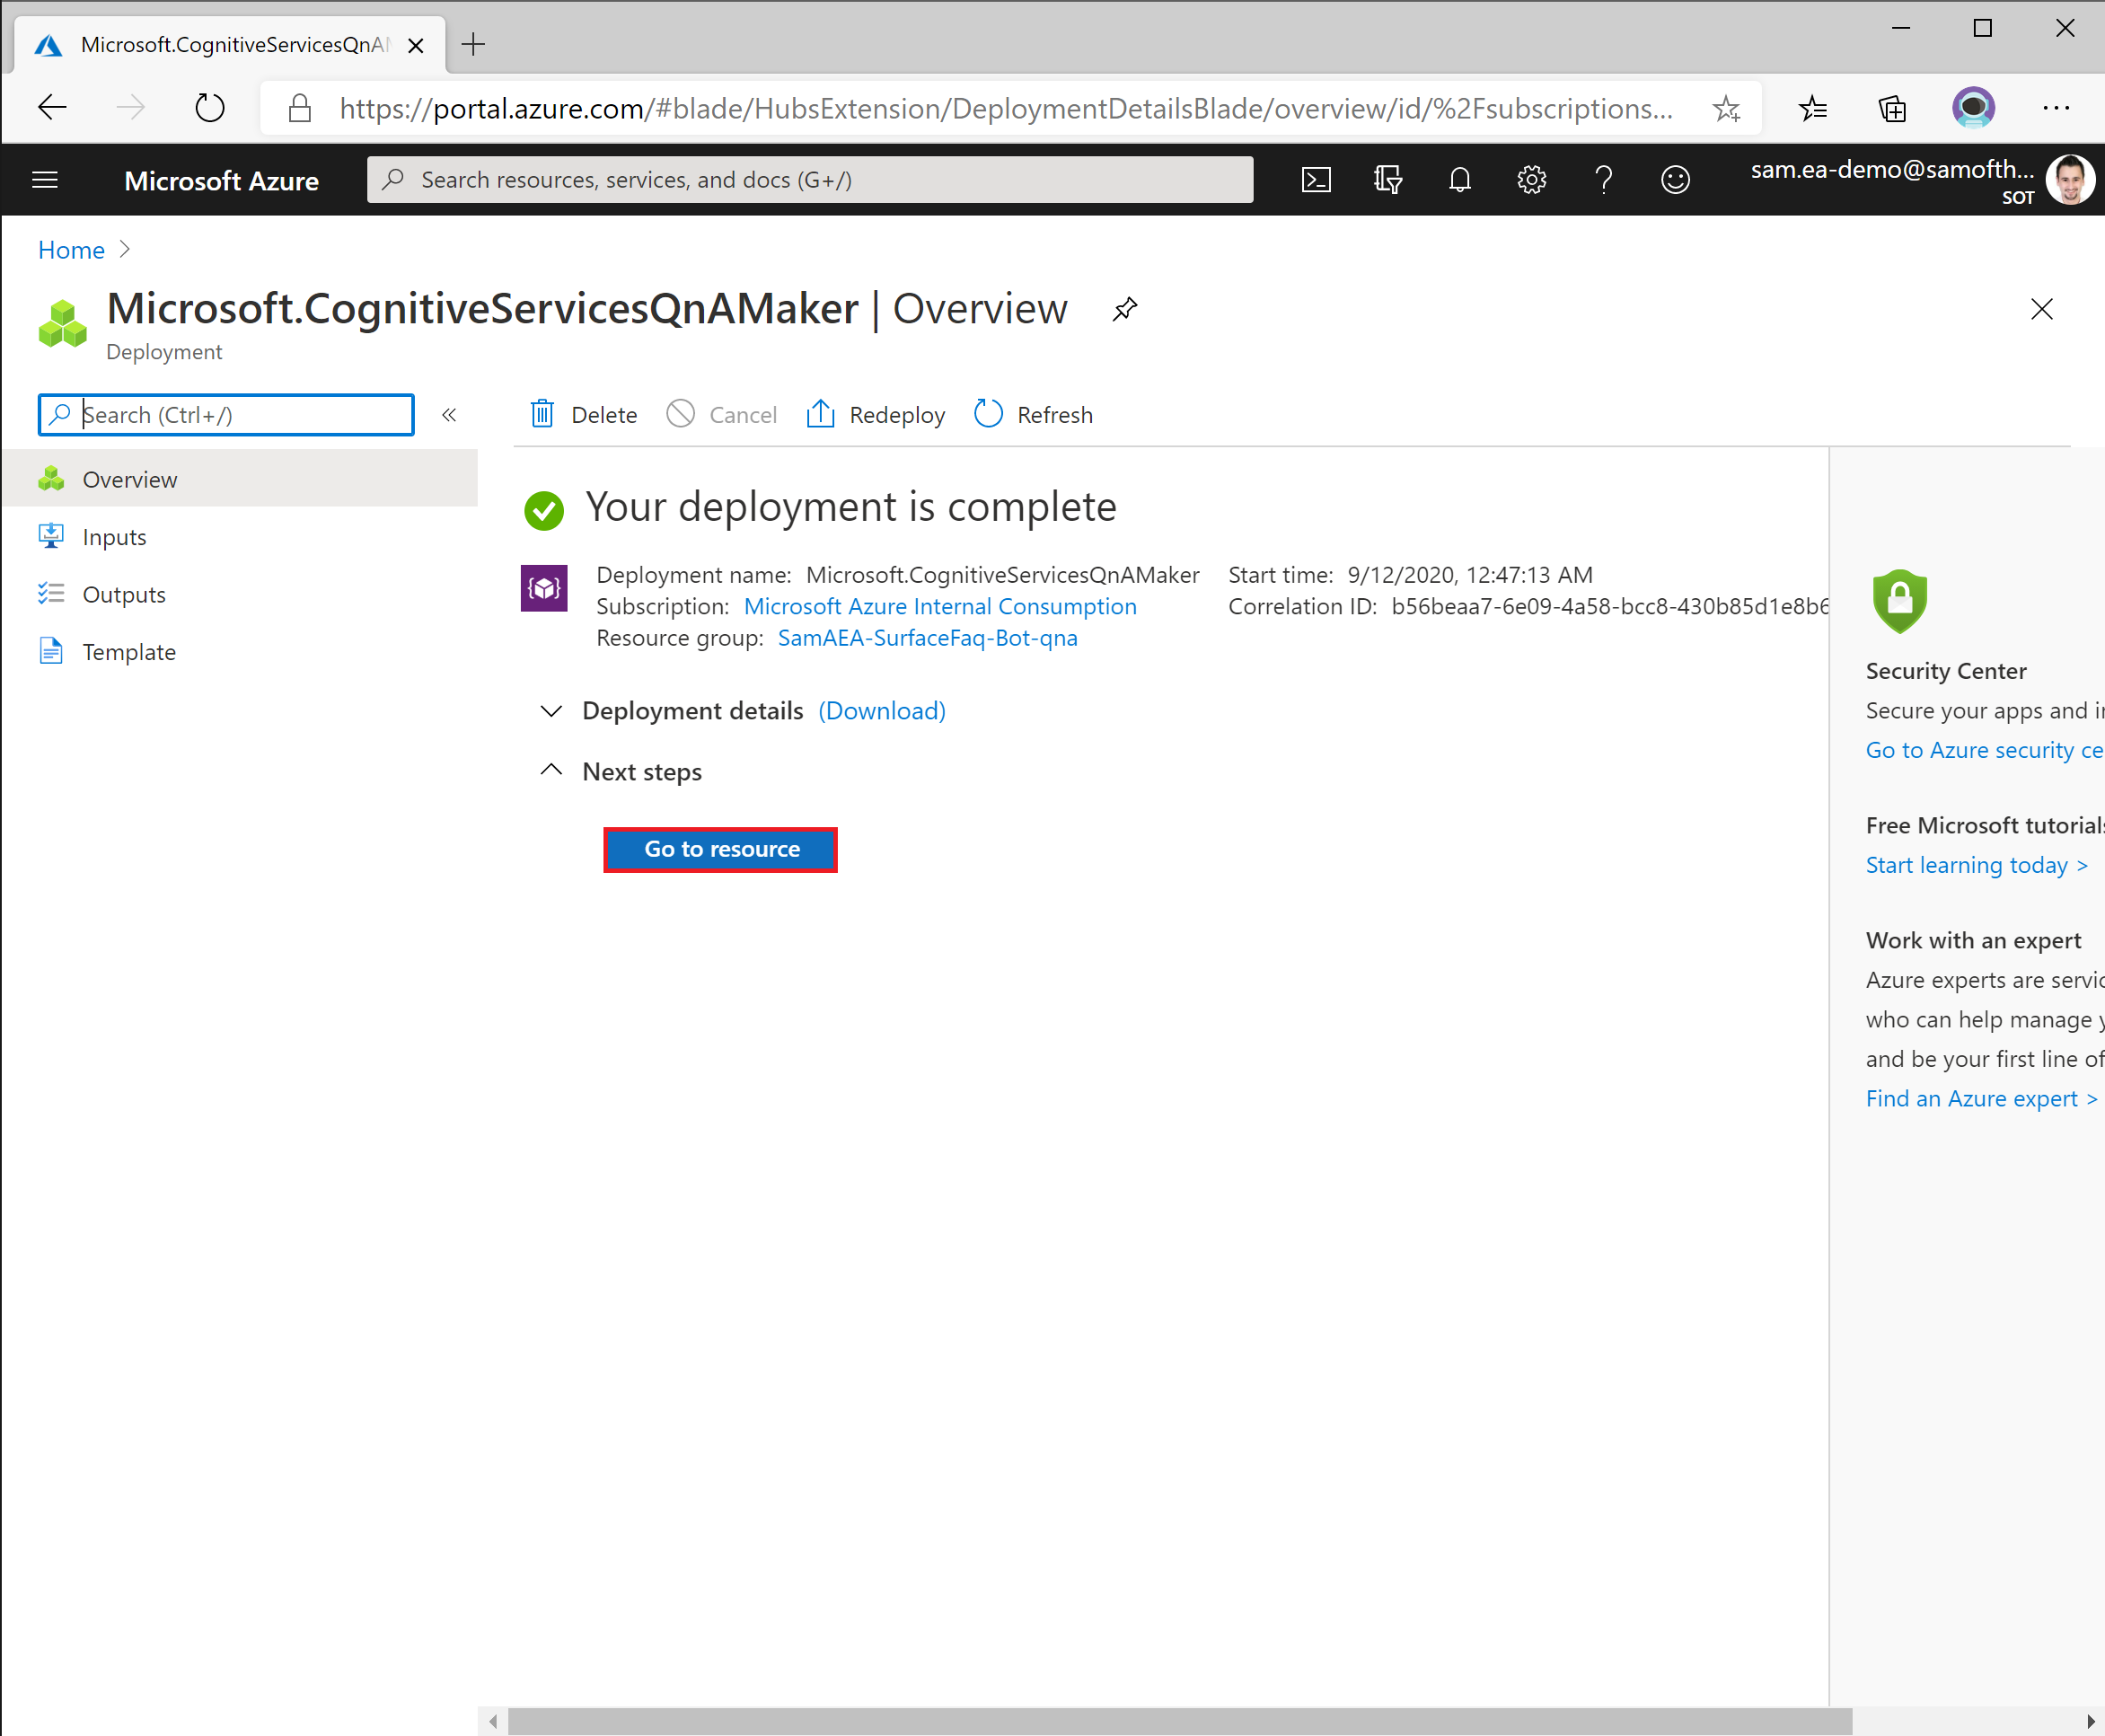 Microsoft.CognitiveServicesQnA
https://portal.azure.com/#blade/HubsExtension/DeploymentDetailsBlade/overview/id/%2Fsubscriptions...
Microsoft Azure
Search resources, services, and docs (G+/)
sam.ea-demo@samofth...
SOT
Home
Microsoft.CognitiveServicesQnAMaker | Overview
Deployment
Search (Ctrl+/)
Delete
Cancel
Redeploy
Refresh
Overview
Inputs
Outputs
Template
Your deployment is complete
Deployment name: Microsoft.CognitiveServicesQnAMaker
Subscription: Microsoft Azure Internal Consumption
Resource group: SamAEA-SurfaceFaq-Bot-qna
Start time: 9/12/2020, 12:47:13 AM
Correlation ID: b56beaa7-6e09-4a58-bcc8-430b85d1e8b6
Deployment details (Download)
Next steps
Go to resource
Security Center
Secure your apps and
Go to Azure security ce
Free Microsoft tutorials
Start learning today >
Work with an expert
Azure experts are servic
who can help manage
and be your first line of
Find an Azure expert >